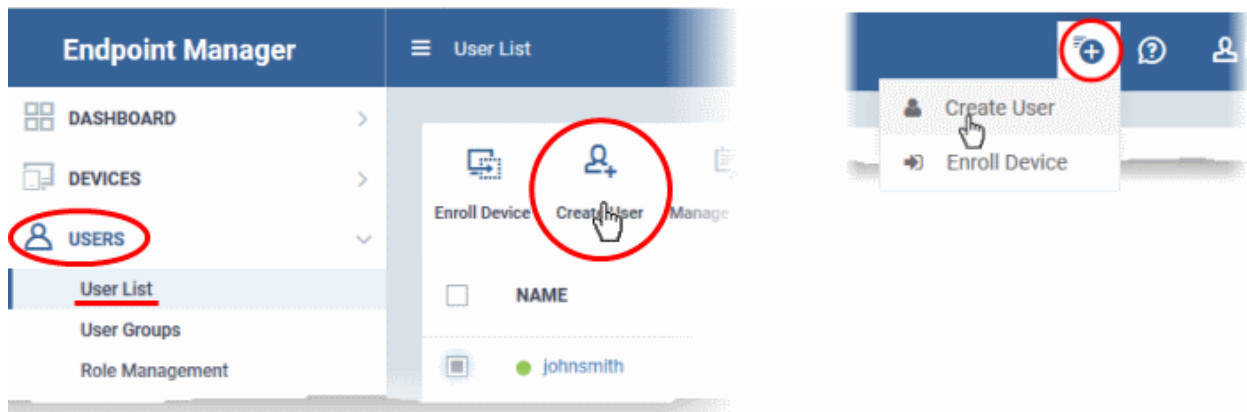 Endpoint Manager
User List
DASHBOARD
DEVICES
USERS
User List
User Groups
Role Management
Enroll Device
Create User
Manage
NAME
johnsmith
Create User
Enroll Device